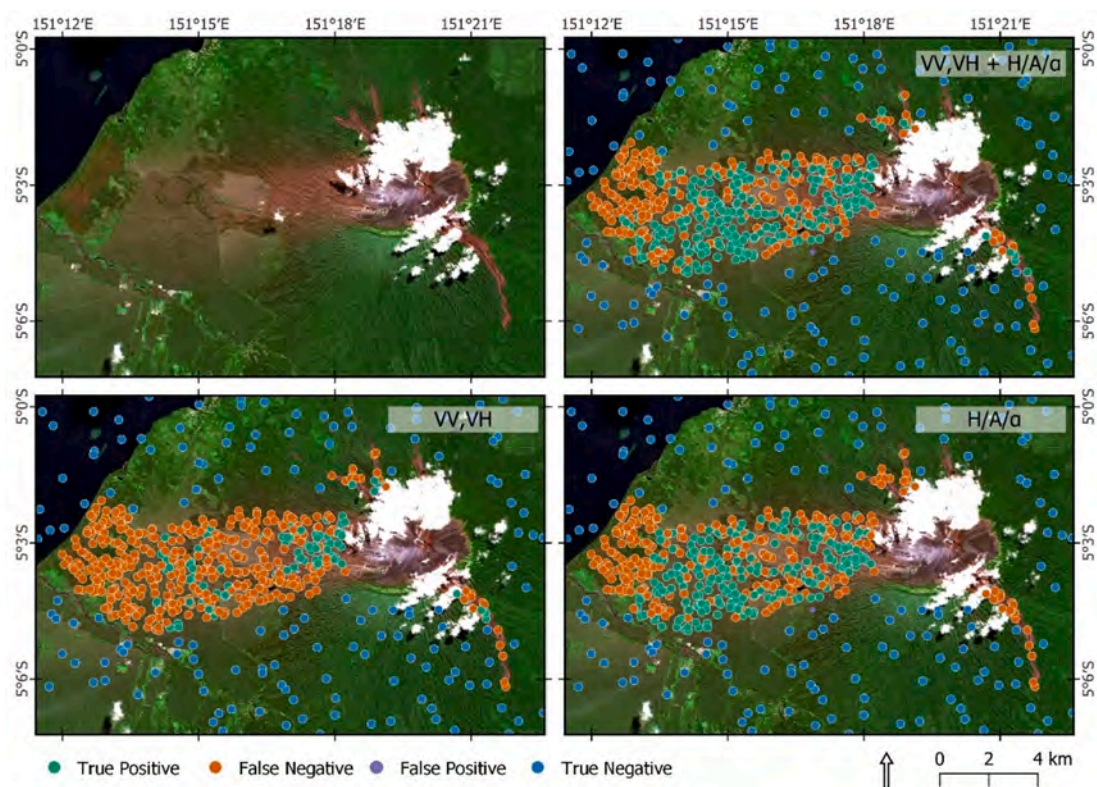 151°12'E 151°15'E 151°18'E 151°21'E 151°12'E 151°15'E 151°18'E 151°21'E
5°0'S 5°0'S
VV,VH + H/A/α
5°3'S 5°3'S
5°6'S 5°6'S
5°0'S 5°0'S
VV,VH H/A/α
5°3'S 5°3'S
5°6'S 5°6'S
True Positive False Negative False Positive True Negative
0 2 4 km